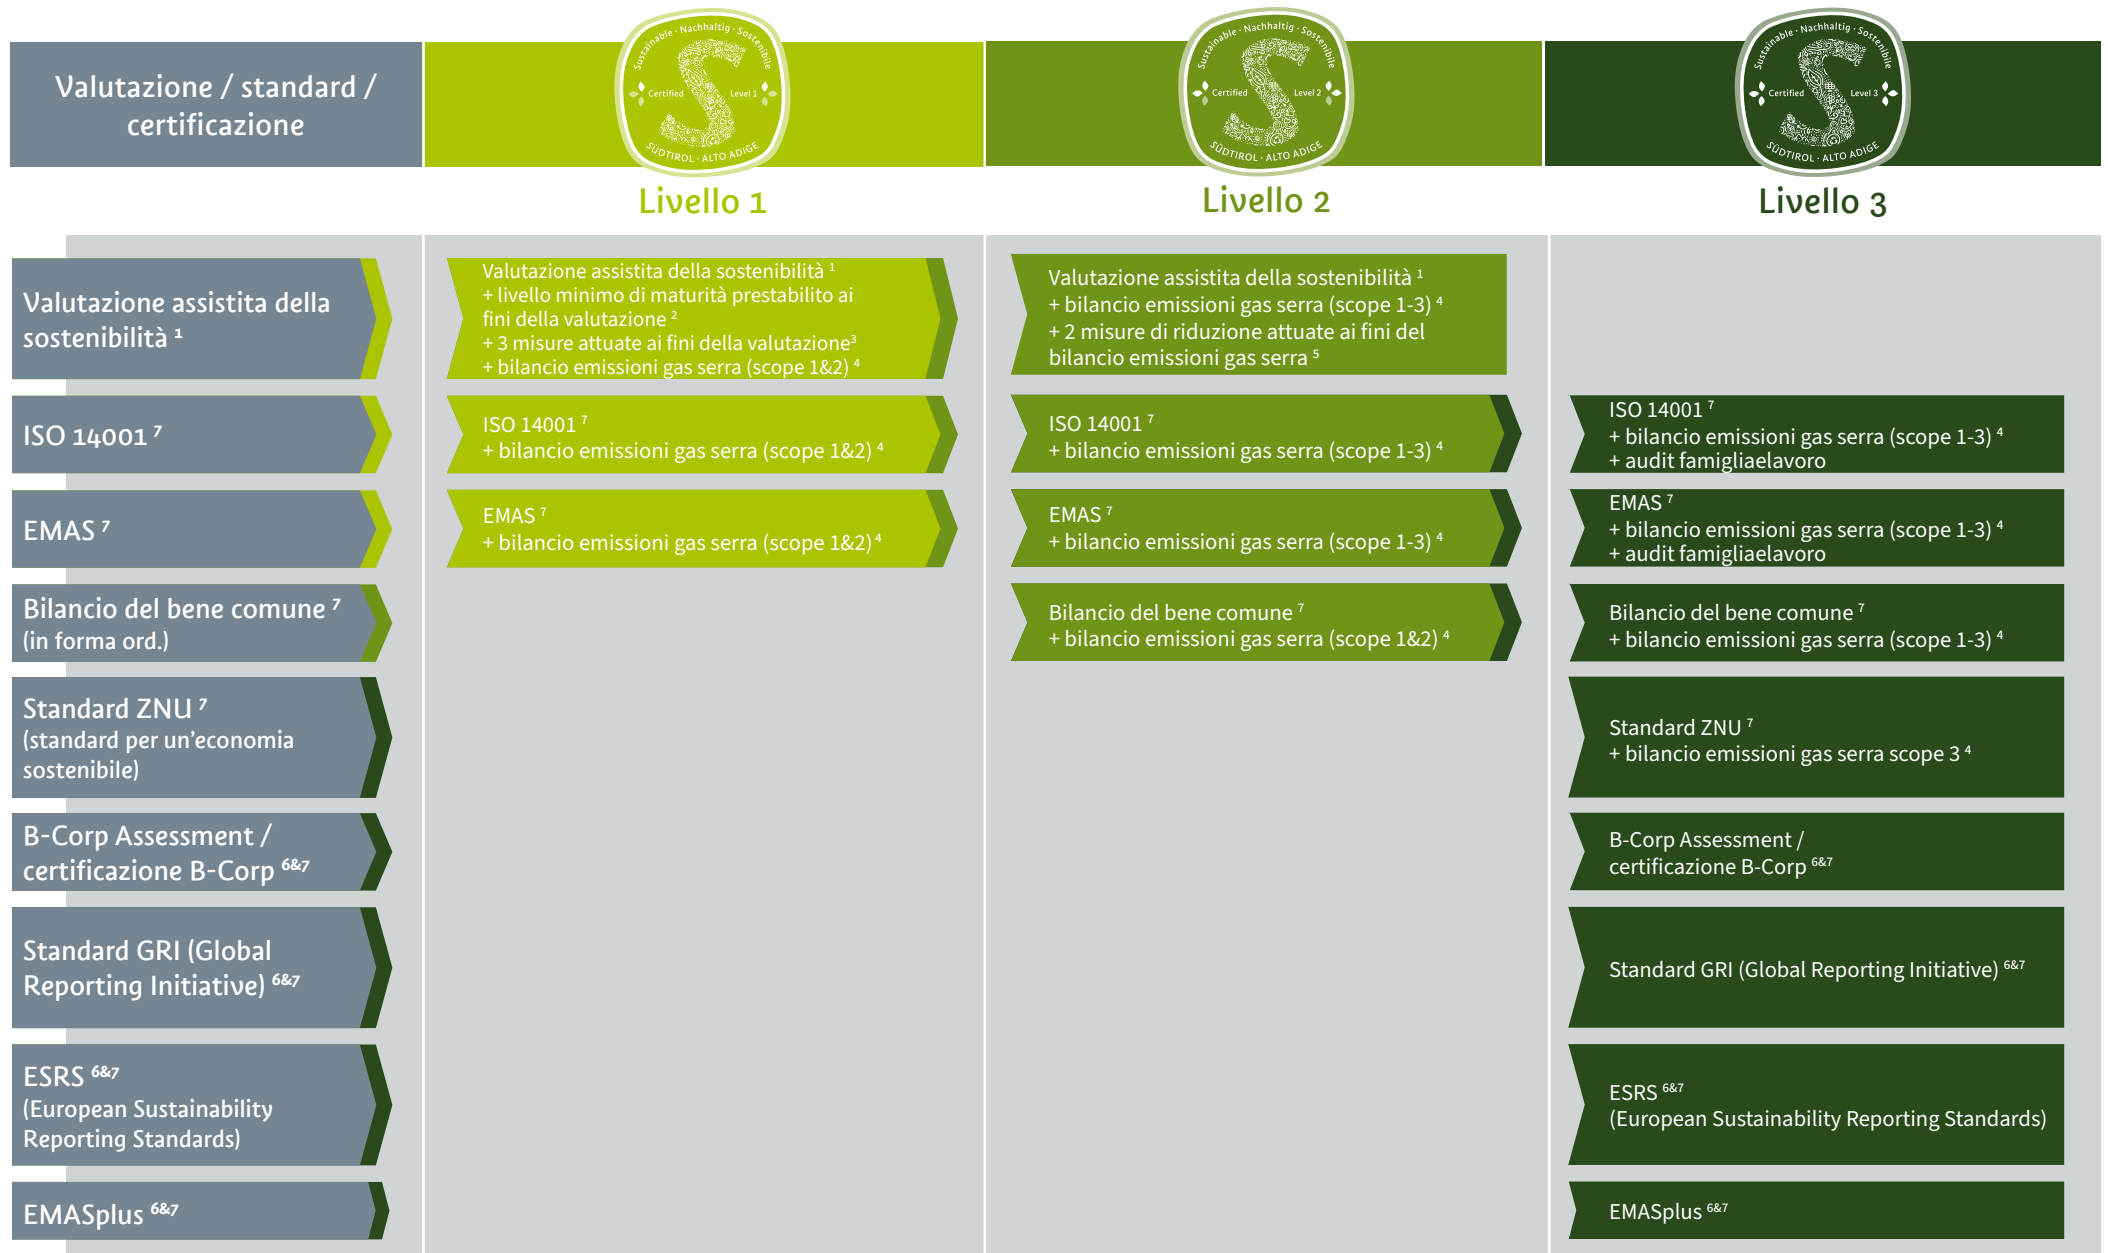 Valutazione / standard /
certificazione
Sustainable · Nachhaltig · Sostenibile
Certified
Level 1
SÜDTIROL · ALTO ADIGE
Livello 1
Sustainable · Nachhaltig · Sostenibile
Certified
Level 2
SÜDTIROL · ALTO ADIGE
Livello 2
Sustainable · Nachhaltig · Sostenibile
Certified
Level 3
SÜDTIROL · ALTO ADIGE
Livello 3
Valutazione assistita della
sostenibilità ¹
Valutazione assistita della sostenibilità ¹
+ livello minimo di maturità prestabilito ai
fini della valutazione ²
+ 3 misure attuate ai fini della valutazione³
+ bilancio emissioni gas serra (scope 1&2) ⁴
Valutazione assistita della sostenibilità ¹
+ bilancio emissioni gas serra (scope 1-3) ⁴
+ 2 misure di riduzione attuate ai fini del
bilancio emissioni gas serra ⁵
ISO 14001 ⁷
ISO 14001 ⁷
+ bilancio emissioni gas serra (scope 1&2) ⁴
ISO 14001 ⁷
+ bilancio emissioni gas serra (scope 1-3) ⁴
ISO 14001 ⁷
+ bilancio emissioni gas serra (scope 1-3) ⁴
+ audit famigliaelavoro
EMAS ⁷
EMAS ⁷
+ bilancio emissioni gas serra (scope 1&2) ⁴
EMAS ⁷
+ bilancio emissioni gas serra (scope 1-3) ⁴
EMAS ⁷
+ bilancio emissioni gas serra (scope 1-3) ⁴
+ audit famigliaelavoro
Bilancio del bene comune ⁷
(in forma ord.)
Bilancio del bene comune ⁷
+ bilancio emissioni gas serra (scope 1&2) ⁴
Bilancio del bene comune ⁷
+ bilancio emissioni gas serra (scope 1-3) ⁴
Standard ZNU ⁷
(standard per un’economia
sostenibile)
Standard ZNU ⁷
+ bilancio emissioni gas serra scope 3 ⁴
B-Corp Assessment /
certificazione B-Corp ⁶&⁷
B-Corp Assessment /
certificazione B-Corp ⁶&⁷
Standard GRI (Global
Reporting Initiative) ⁶&⁷
Standard GRI (Global Reporting Initiative) ⁶&⁷
ESRS ⁶&⁷
(European Sustainability
Reporting Standards)
ESRS ⁶&⁷
(European Sustainability Reporting Standards)
EMASplus ⁶&⁷
EMASplus ⁶&⁷